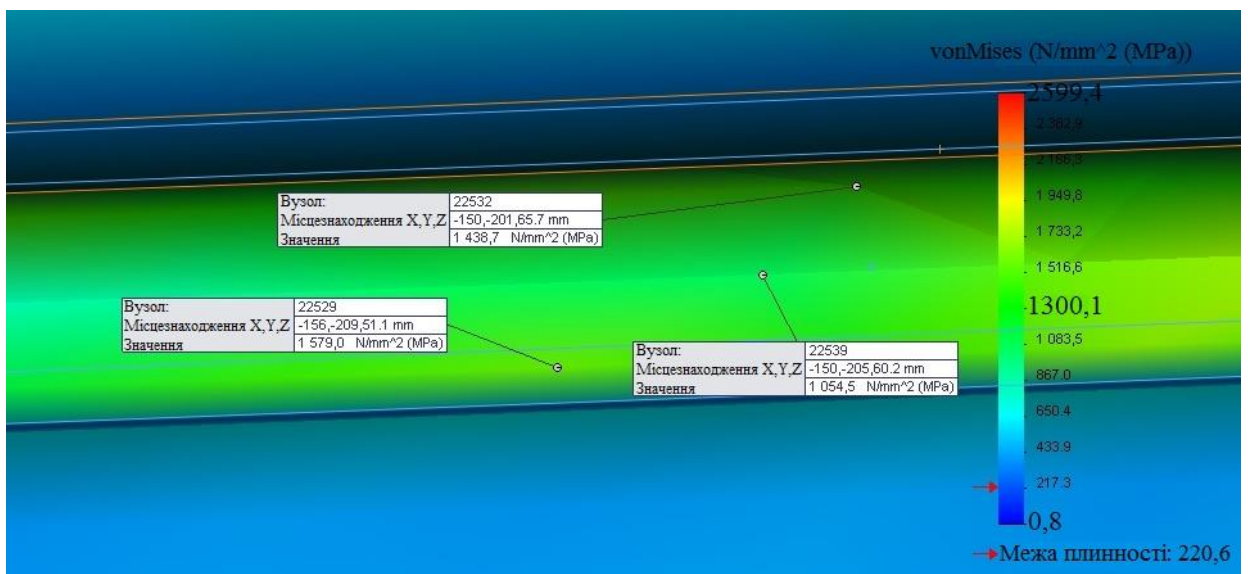 vonMises (N/mm^2 (MPa))
2599,4
2 382,9
2 166,3
1 949,8
1 733,2
1 516,6
1300,1
1 083,5
867.0
650.4
433.9
217.3
0,8
Межа плинності: 220,6
Вузол: 22532
Місцезнаходження X,Y,Z -150,-201,65.7 mm
Значення 1 438,7 N/mm^2 (MPa)
Вузол: 22529
Місцезнаходження X,Y,Z -156,-209,51.1 mm
Значення 1 579,0 N/mm^2 (MPa)
Вузол: 22539
Місцезнаходження X,Y,Z -150,-205,60.2 mm
Значення 1 054,5 N/mm^2 (MPa)